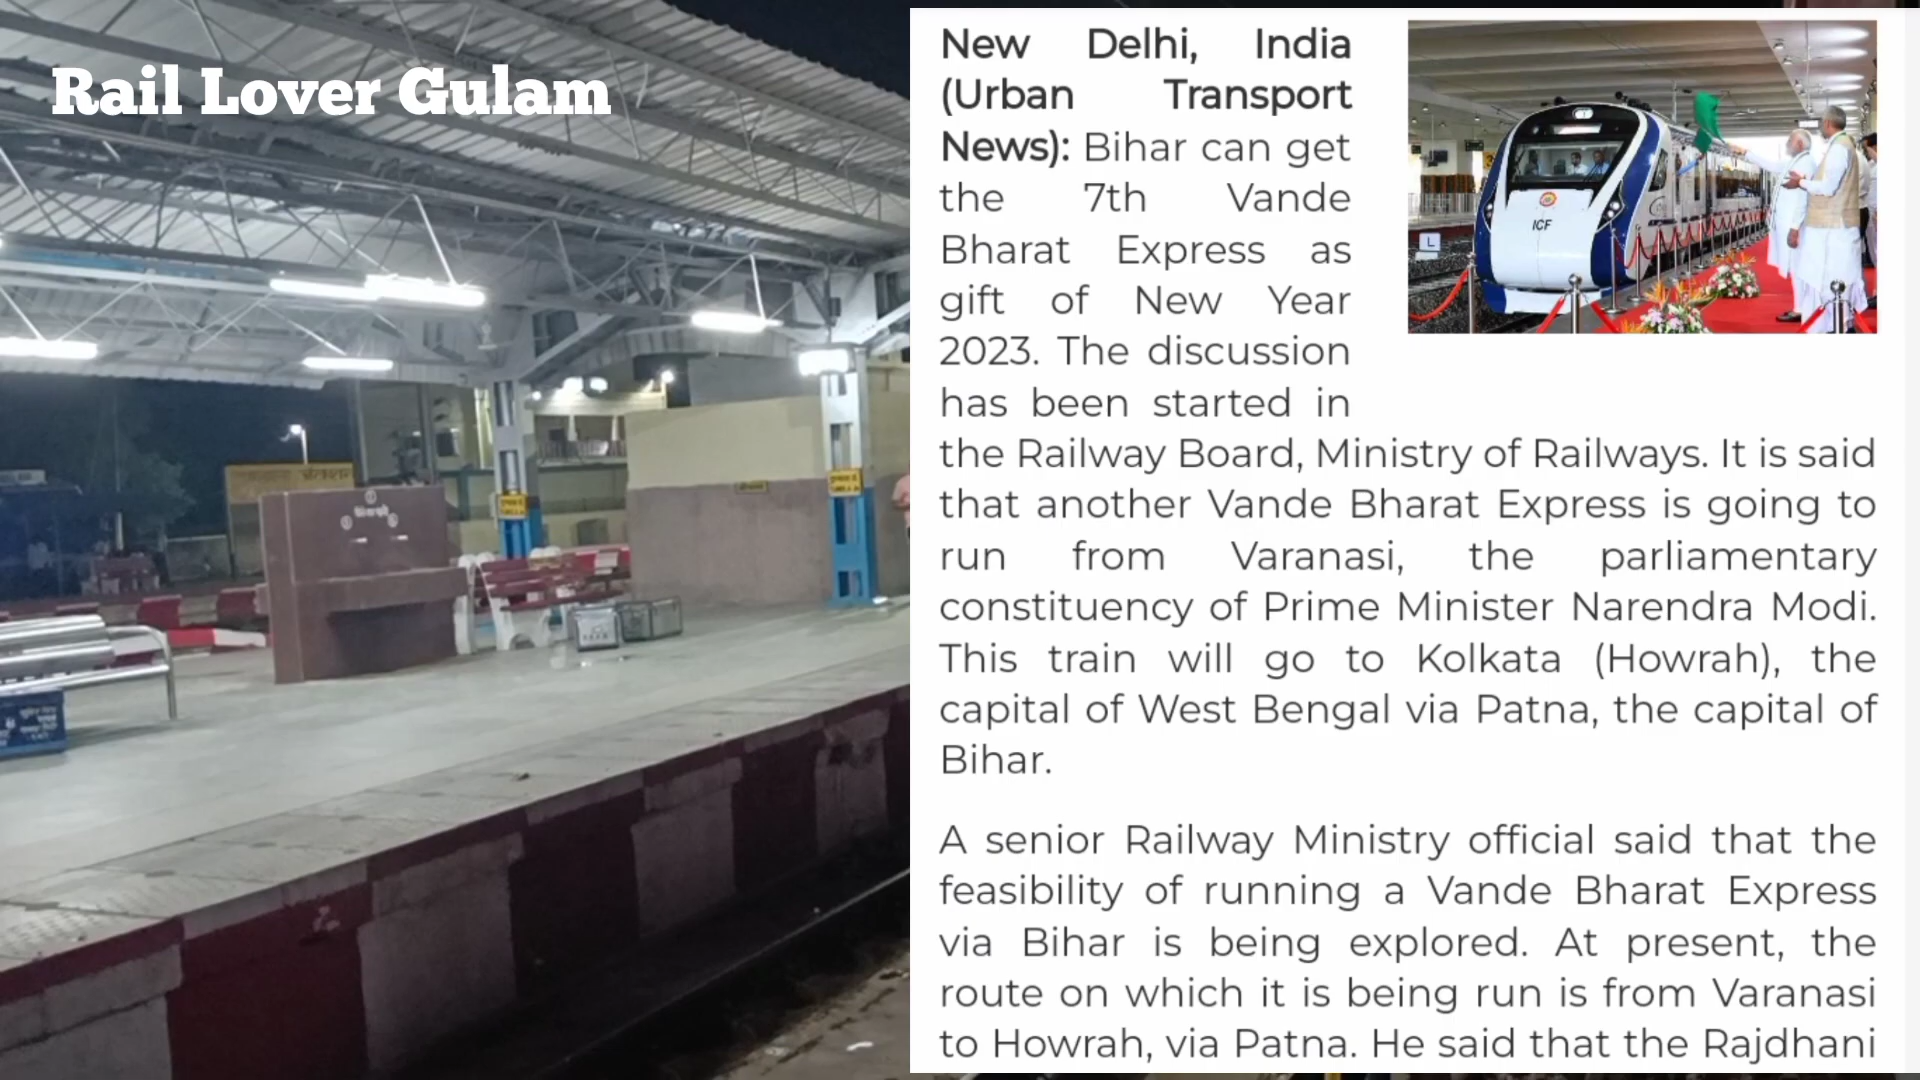 Rail Lover Gulam
New Delhi, India
(Urban Transport
News): Bihar can get
the 7th Vande
Bharat Express as
gift of New Year
2023. The discussion
has been started in
the Railway Board, Ministry of Railways. It is said
that another Vande Bharat Express is going to
run from Varanasi, the parliamentary
constituency of Prime Minister Narendra Modi.
This train will go to Kolkata (Howrah), the
capital of West Bengal via Patna, the capital of
Bihar.
A senior Railway Ministry official said that the
feasibility of running a Vande Bharat Express
via Bihar is being explored. At present, the
route on which it is being run is from Varanasi
to Howrah, via Patna. He said that the Rajdhani
ICF
L